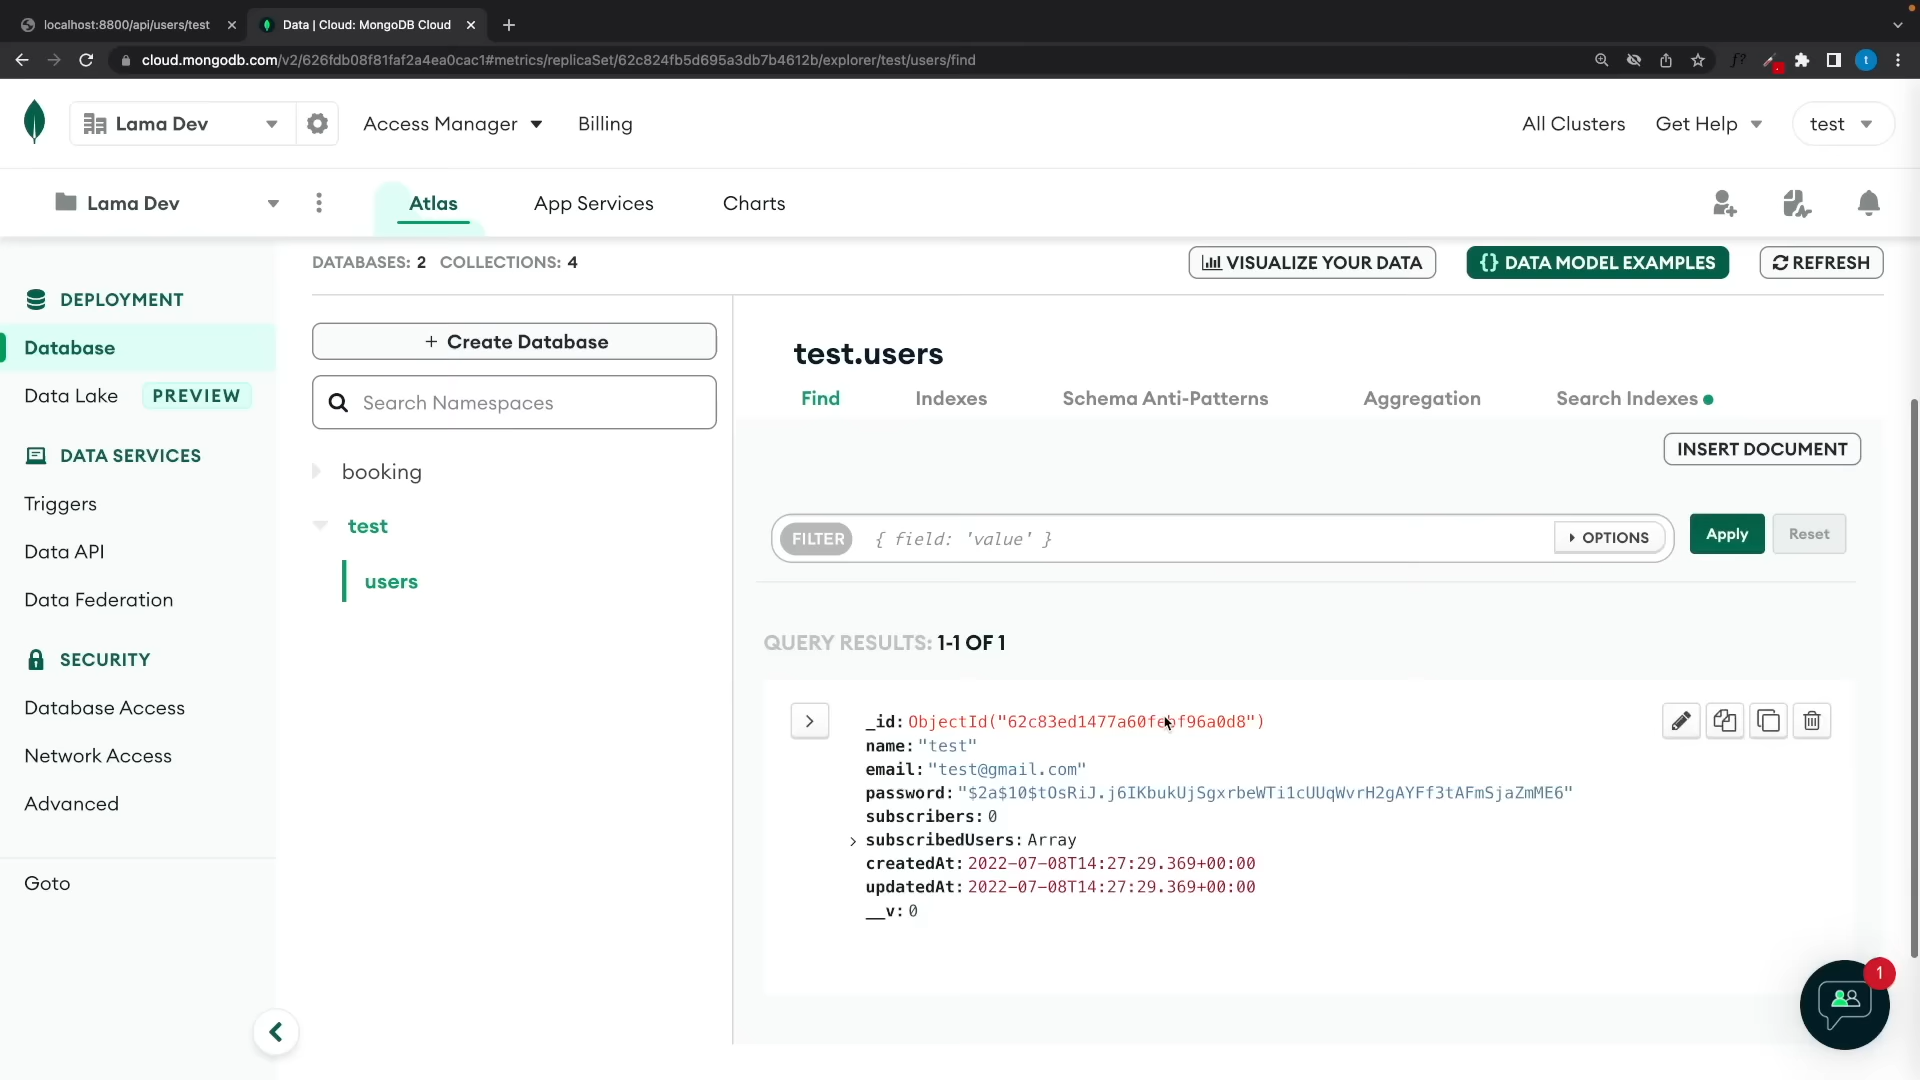 localhost:8800/api/users/test
Data | Cloud: MongoDB Cloud
cloud.mongodb.com/v2/626fdb08f81faf2a4ea0cac1#metrics/replicaSet/62c824fb5d695a3db7b4612b/explorer/test/users/find
f?
t
Lama Dev
Access Manager
Billing
All Clusters
Get Help
test
Lama Dev
Atlas
App Services
Charts
DATABASES: 2 COLLECTIONS: 4
VISUALIZE YOUR DATA
{} DATA MODEL EXAMPLES
REFRESH
DEPLOYMENT
Database
Data Lake PREVIEW
DATA SERVICES
Triggers
Data API
Data Federation
SECURITY
Database Access
Network Access
Advanced
Goto
+ Create Database
Search Namespaces
booking
test
users
test.users
Find
Indexes
Schema Anti-Patterns
Aggregation
Search Indexes
INSERT DOCUMENT
FILTER { field: 'value' }
OPTIONS
Apply
Reset
QUERY RESULTS: 1-1 OF 1
_id: ObjectId("62c83ed1477a60febf96a0d8")
name: "test"
email: "test@gmail.com"
password: "$2a$10$tOsRiJ.j6IKbukUjSgxrbeWTi1cUUqWvrH2gAYFf3tAFmSjaZmME6"
subscribers: 0
subscribedUsers: Array
createdAt: 2022-07-08T14:27:29.369+00:00
updatedAt: 2022-07-08T14:27:29.369+00:00
__v: 0
1